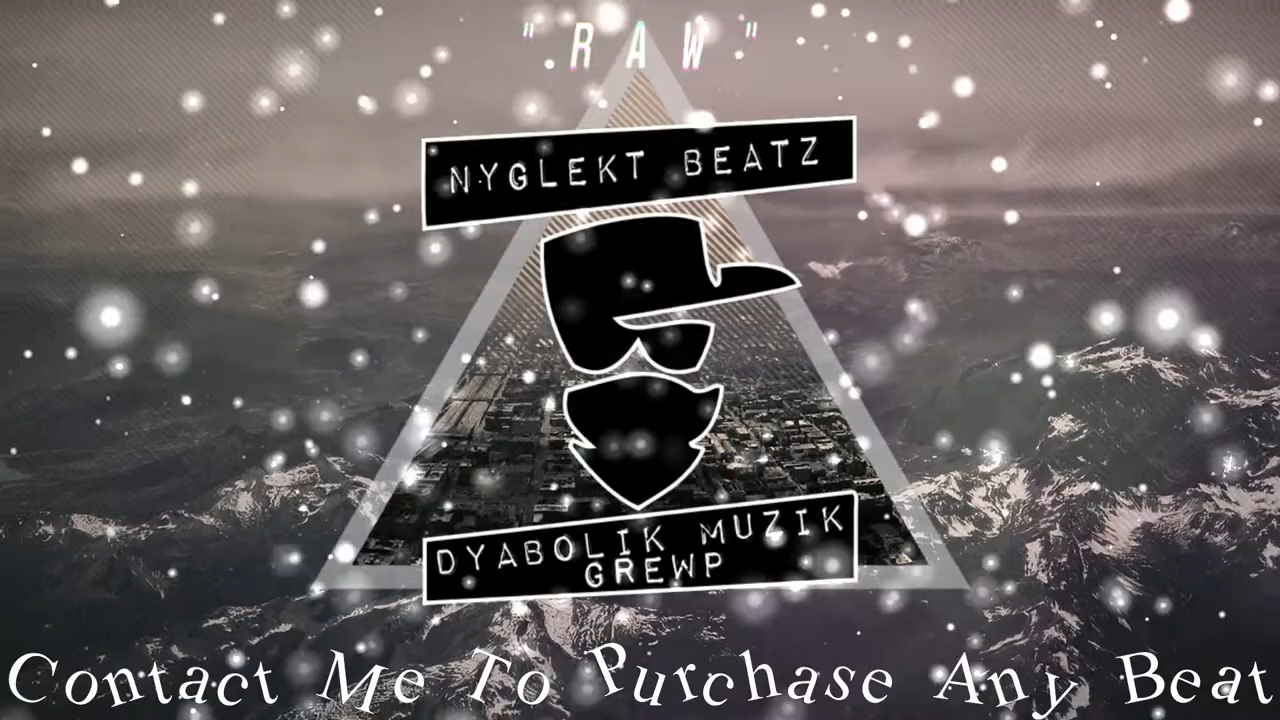 "RAW"
NYGLEKT BEATZ
DYABOLIK MUZIK
GREWP
Contact Me To Purchase Any Beat